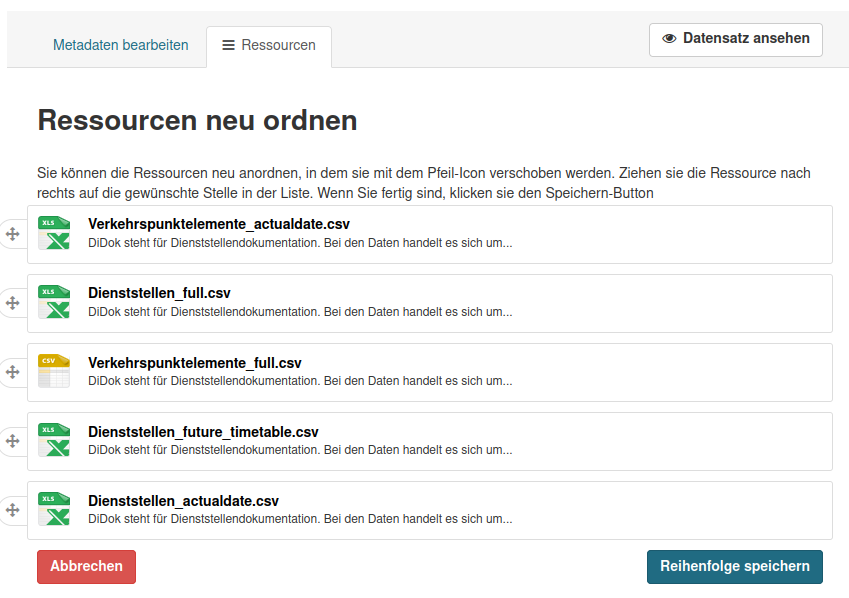 Metadaten bearbeiten
Ressourcen
Datensatz ansehen
Ressourcen neu ordnen
Sie können die Ressourcen neu anordnen, in dem sie mit dem Pfeil-Icon verschoben werden. Ziehen sie die Ressource nach
rechts auf die gewünschte Stelle in der Liste. Wenn Sie fertig sind, klicken sie den Speichern-Button
XLS
Verkehrspunktelemente_actualdate.csv
DiDok steht für Dienststellendokumentation. Bei den Daten handelt es sich um...
XLS
Dienststellen_full.csv
DiDok steht für Dienststellendokumentation. Bei den Daten handelt es sich um...
CSV
Verkehrspunktelemente_full.csv
DiDok steht für Dienststellendokumentation. Bei den Daten handelt es sich um...
XLS
Dienststellen_future_timetable.csv
DiDok steht für Dienststellendokumentation. Bei den Daten handelt es sich um...
XLS
Dienststellen_actualdate.csv
DiDok steht für Dienststellendokumentation. Bei den Daten handelt es sich um...
Abbrechen
Reihenfolge speichern